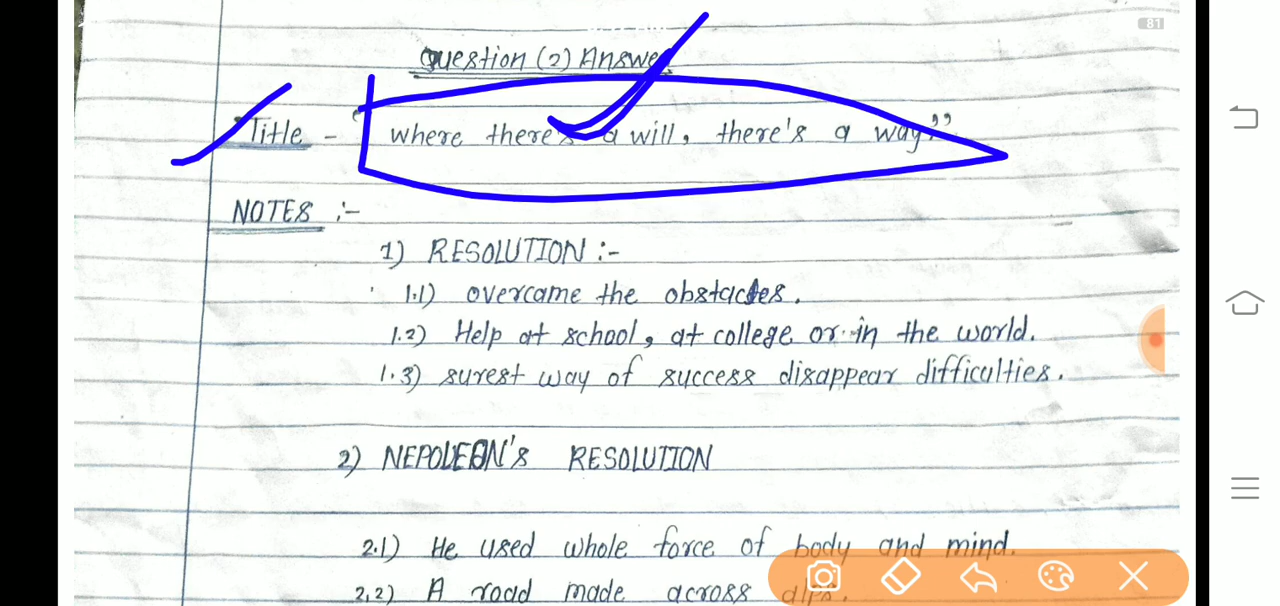 Question (2) Answer
Title - "where there's a will, there's a way"
NOTES :-
1) RESOLUTION :-
1.1) overcame the obstacles.
1.2) Help at school, at college or in the world.
1.3) surest way of success disappear difficulties.
2) NEPOLEON's RESOLUTION
2.1) He used whole force of body and mind.
2.2) A road made across alps.
81